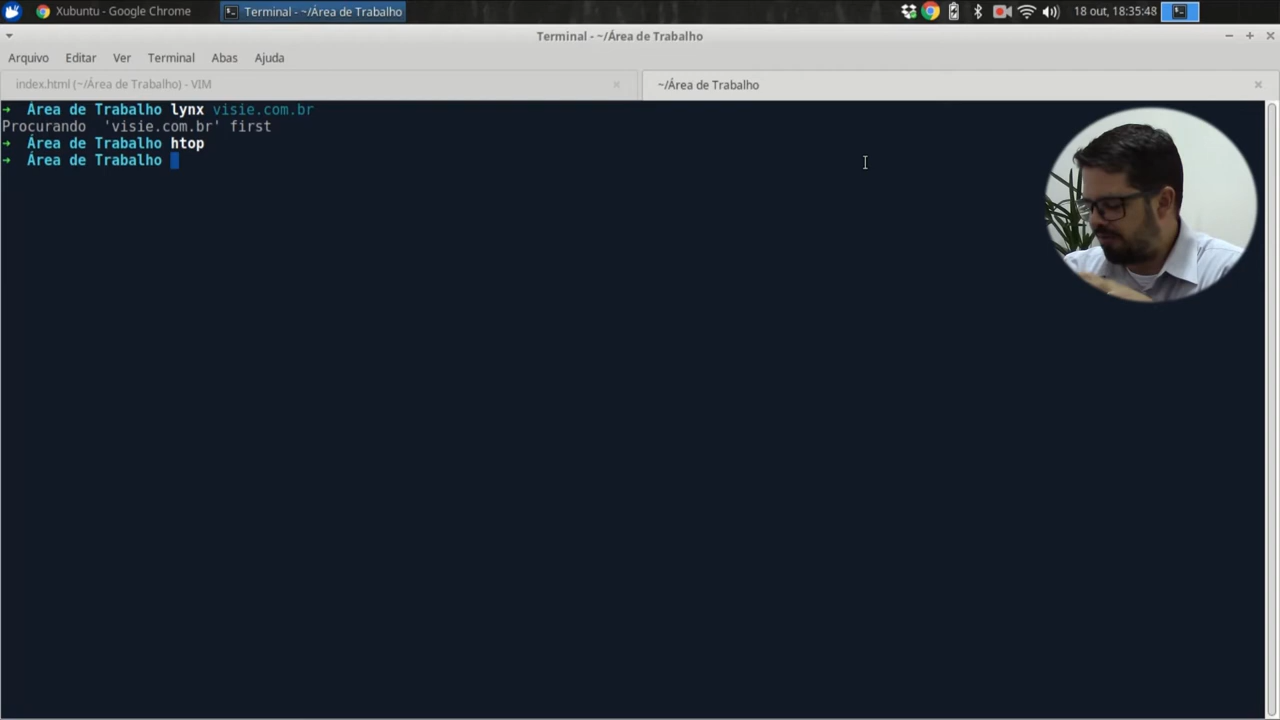 Xubuntu - Google Chrome
Terminal - ~/Área de Trabalho
18 out, 18:35:48
Terminal - ~/Área de Trabalho
Arquivo Editar Ver Terminal Abas Ajuda
index.html (~/Área de Trabalho) - VIM
~/Área de Trabalho
→ Área de Trabalho lynx visie.com.br
Procurando  'visie.com.br' first
→ Área de Trabalho htop
→ Área de Trabalho